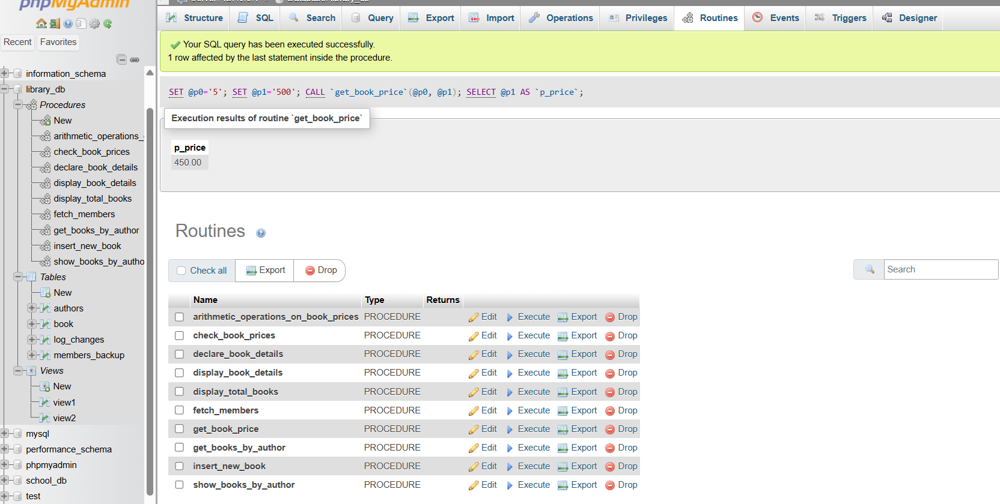 phpMyAdmin
Recent
Favorites
information_schema
library_db
Procedures
New
arithmetic_operations_
check_book_prices
declare_book_details
display_book_details
display_total_books
fetch_members
get_books_by_author
insert_new_book
show_books_by_autho
Tables
New
authors
book
log_changes
members_backup
Views
New
view1
view2
mysql
performance_schema
phpmyadmin
school_db
test
Server: 127.0.0.1 » Database: library_db
Structure SQL Search Query Export Import Operations Privileges Routines Events Triggers Designer
Your SQL query has been executed successfully.
1 row affected by the last statement inside the procedure.
SET @p0='5'; SET @p1='500'; CALL `get_book_price`(@p0, @p1); SELECT @p1 AS `p_price`;
Execution results of routine `get_book_price`
p_price
450.00
Routines
Check all Export Drop
Search
Name Type Returns
arithmetic_operations_on_book_prices PROCEDURE Edit Execute Export Drop
check_book_prices PROCEDURE Edit Execute Export Drop
declare_book_details PROCEDURE Edit Execute Export Drop
display_book_details PROCEDURE Edit Execute Export Drop
display_total_books PROCEDURE Edit Execute Export Drop
fetch_members PROCEDURE Edit Execute Export Drop
get_book_price PROCEDURE Edit Execute Export Drop
get_books_by_author PROCEDURE Edit Execute Export Drop
insert_new_book PROCEDURE Edit Execute Export Drop
show_books_by_author PROCEDURE Edit Execute Export Drop